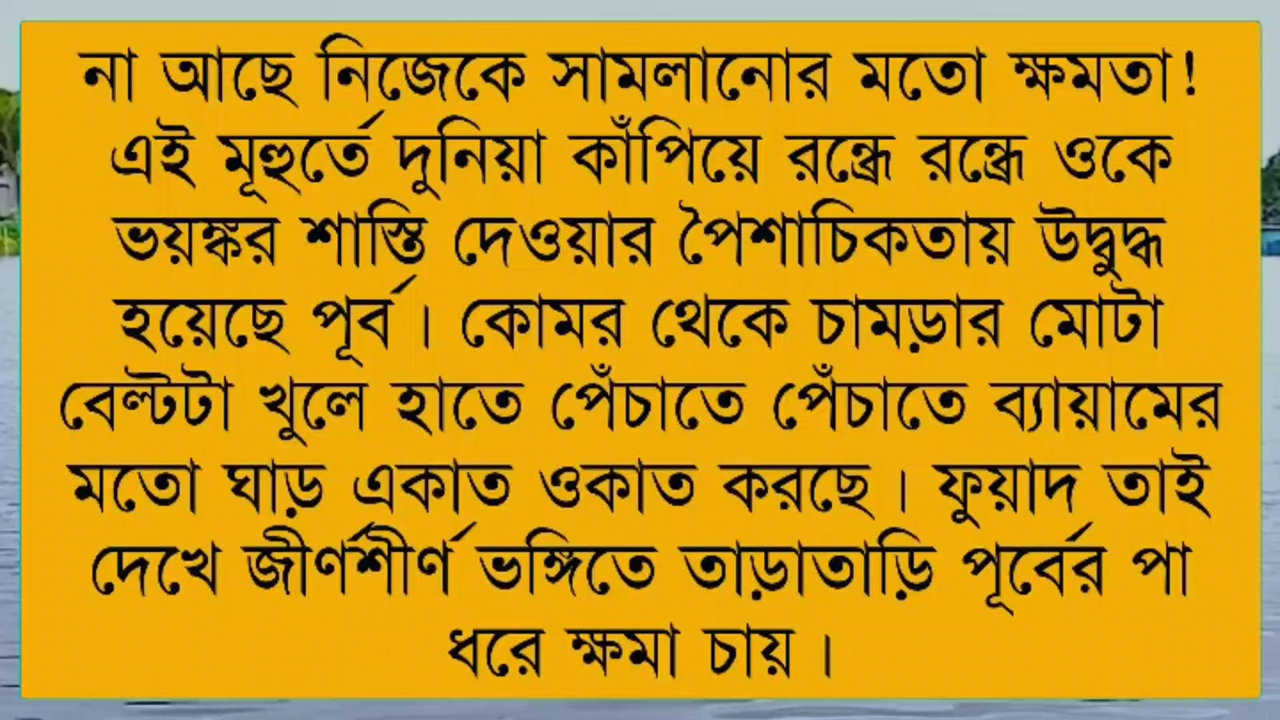 না আছে নিজেকে সামলানোর মতো ক্ষমতা!
এই মূহুর্তে দুনিয়া কাঁপিয়ে রন্ধ্রে রন্ধ্রে ওকে
ভয়ঙ্কর শাস্তি দেওয়ার পৈশাচিকতায় উদ্বুদ্ধ
হয়েছে পূর্ব। কোমর থেকে চামড়ার মোটা
বেল্টটা খুলে হাতে পেঁচাতে পেঁচাতে ব্যায়ামের
মতো ঘাড় একাত ওকাত করছে। ফুয়াদ তাই
দেখে জীর্ণশীর্ণ ভঙ্গিতে তাড়াতাড়ি পূর্বের পা
ধরে ক্ষমা চায়।